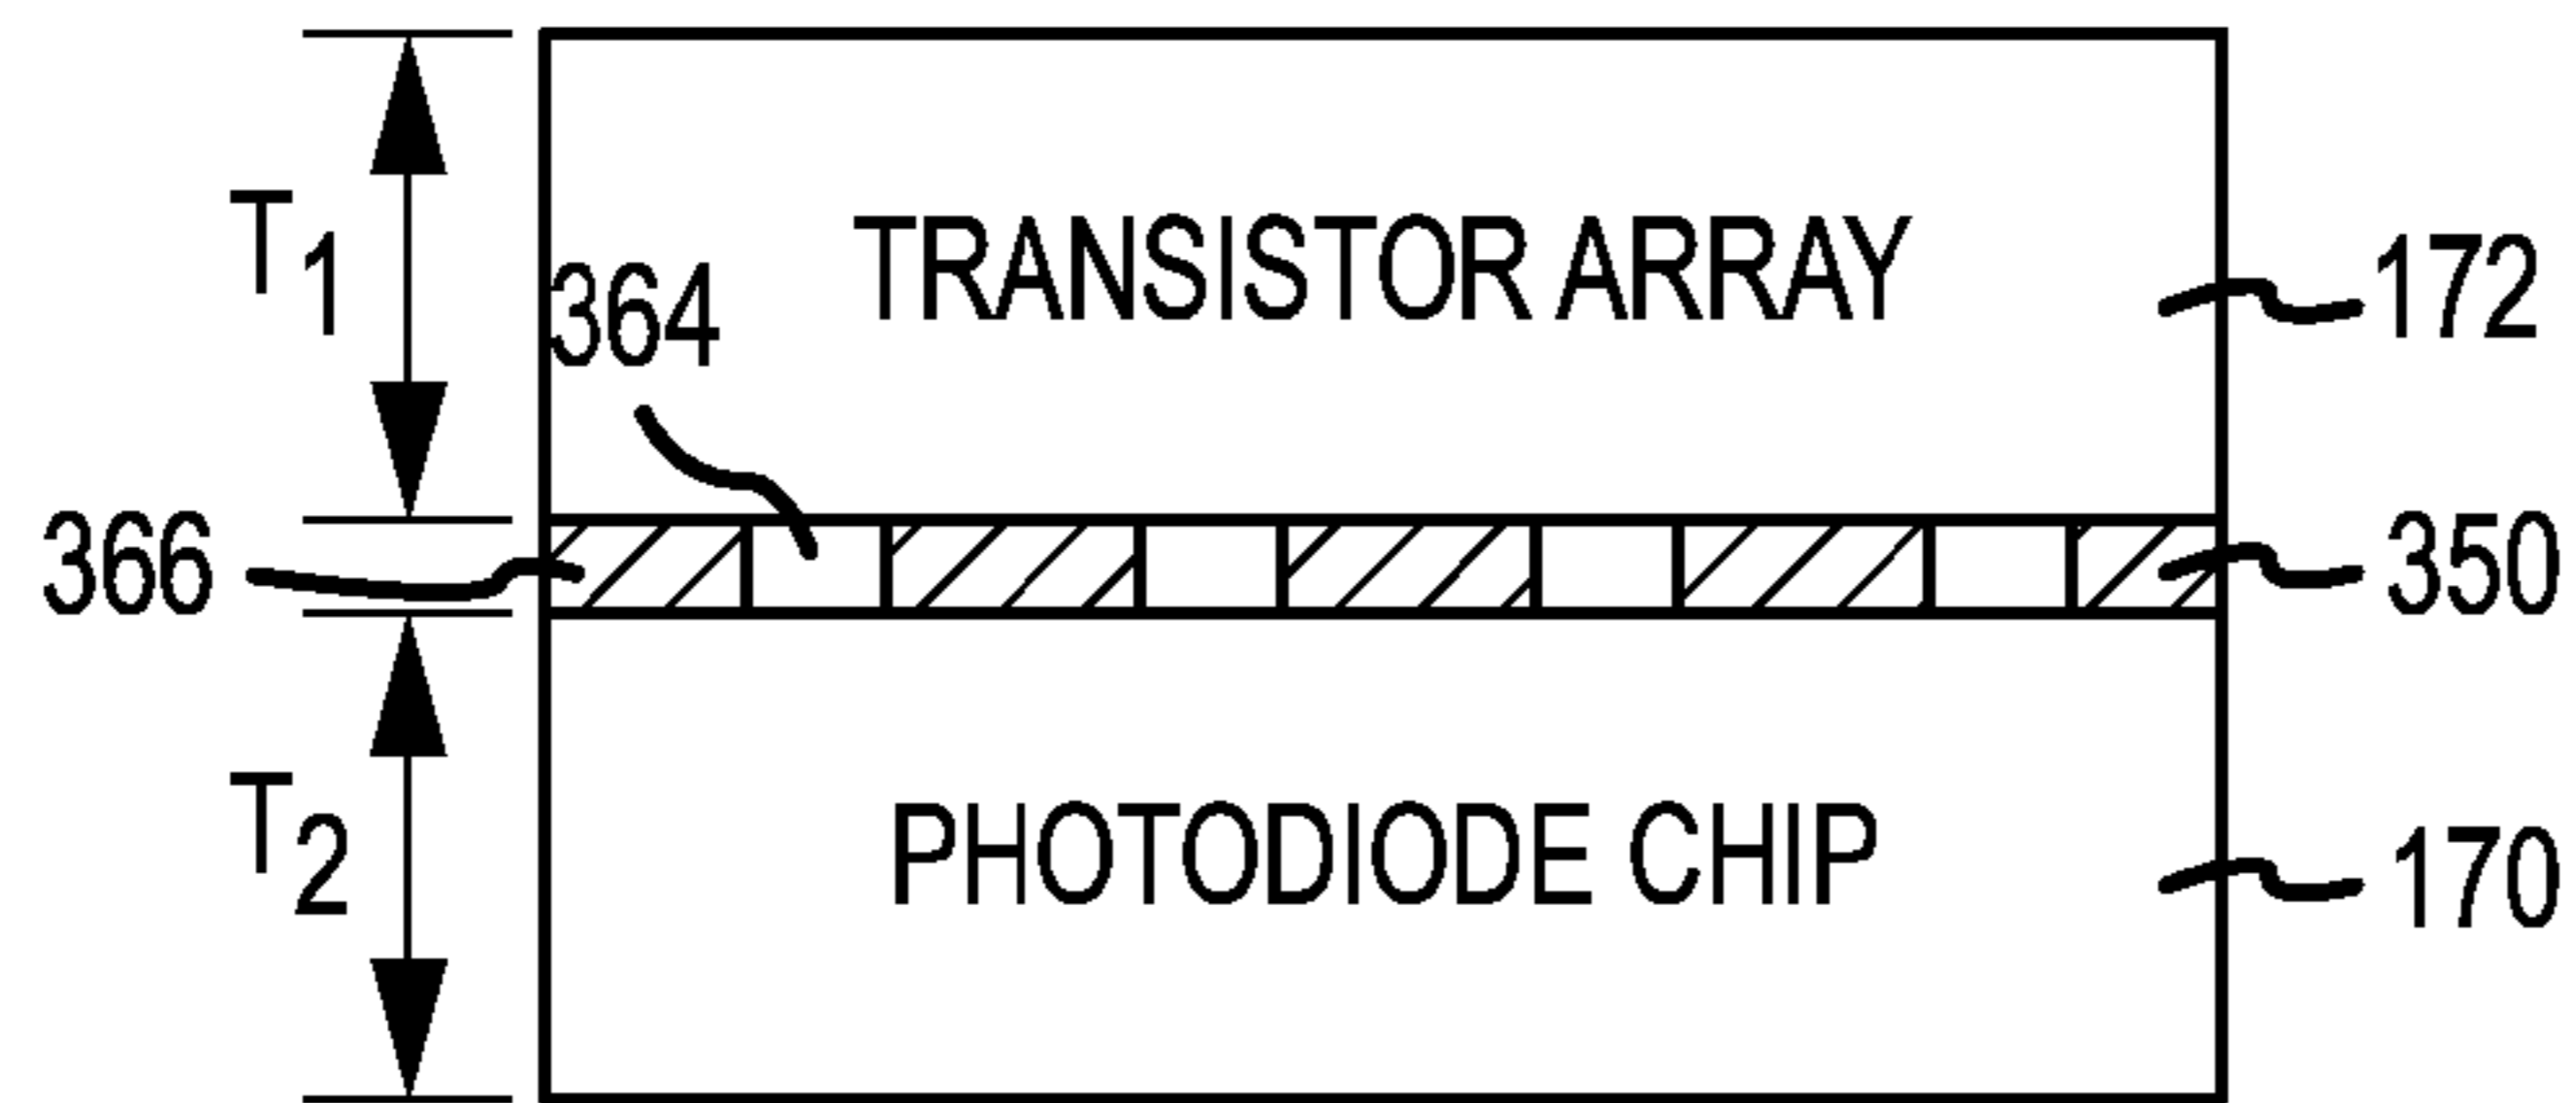 T1
364
TRANSISTOR ARRAY
172
366
350
T2
PHOTODIODE CHIP
170